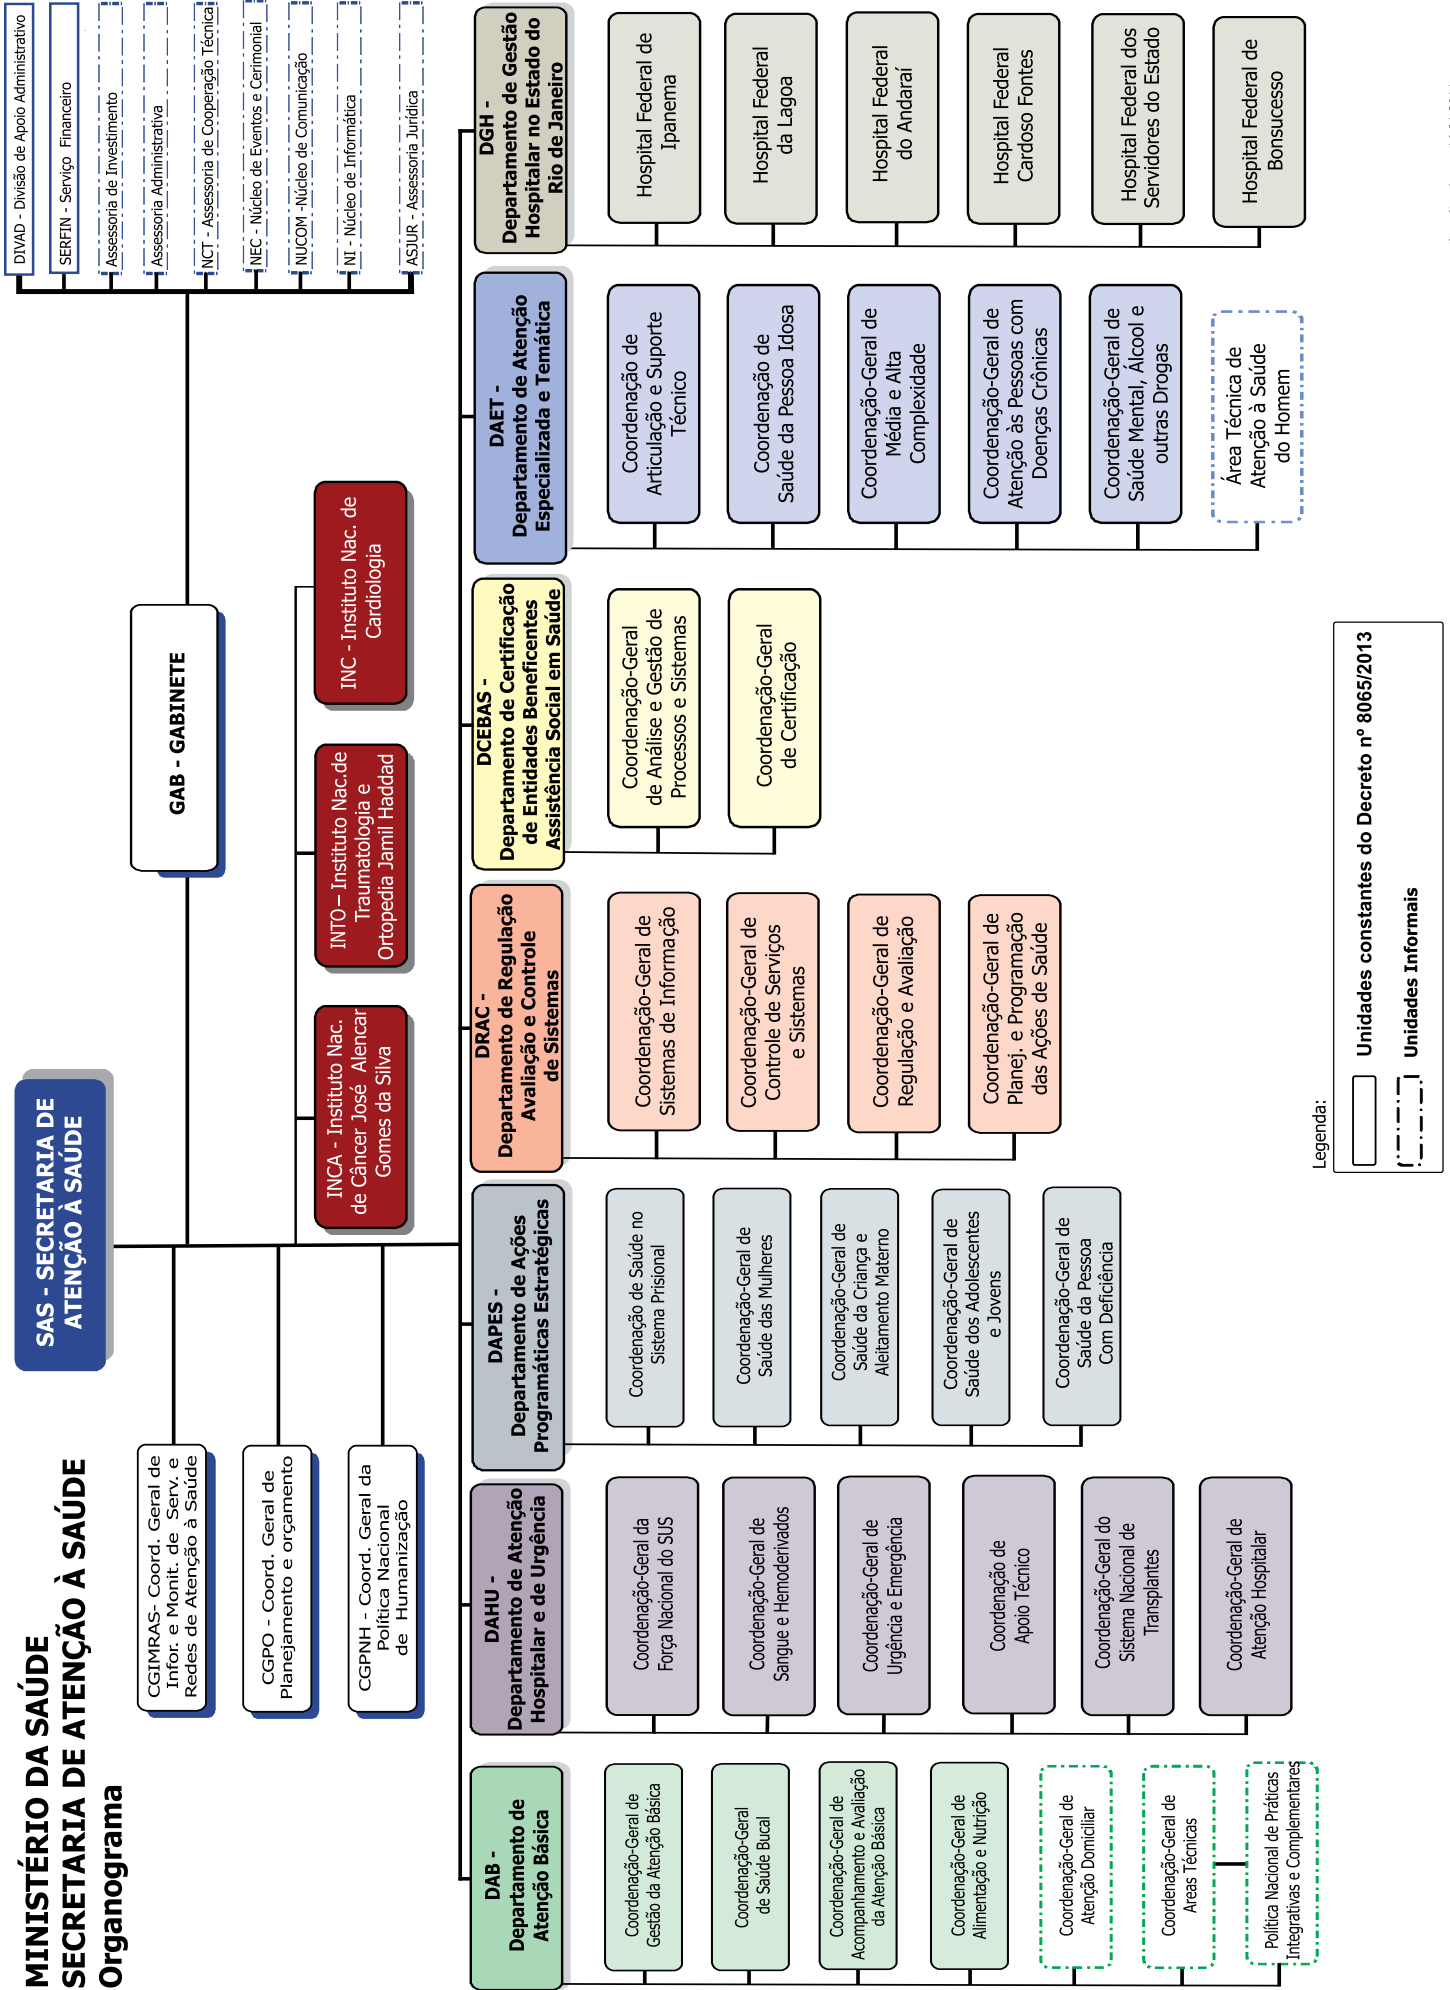 MINISTÉRIO DA SAÚDE
SECRETARIA DE ATENÇÃO À SAÚDE
Organograma
SAS - SECRETARIA DE
ATENÇÃO À SAÚDE
GAB - GABINETE
DIVAD - Divisão de Apoio Administrativo
SERFIN - Serviço Financeiro
Assessoria de Investimento
Assessoria Administrativa
NCT - Assessoria de Cooperação Técnica
NEC - Núcleo de Eventos e Cerimonial
NUCOM -Núcleo de Comunicação
NI - Núcleo de Informática
ASJUR - Assessoria Jurídica
CGIMRAS- Coord. Geral de
Infor. e Monit. de Serv. e
Redes de Atenção à Saúde
CGPO - Coord. Geral de
Planejamento e orçamento
CGPNH - Coord. Geral da
Política Nacional
de Humanização
INCA - Instituto Nac.
de Câncer José Alencar
Gomes da Silva
INTO – Instituto Nac.de
Traumatologia e
Ortopedia Jamil Haddad
INC - Instituto Nac. de
Cardiologia
DAB -
Departamento de
Atenção Básica
Coordenação-Geral de
Gestão da Atenção Básica
Coordenação-Geral
de Saúde Bucal
Coordenação-Geral de
Acompanhamento e Avaliação
da Atenção Básica
Coordenação-Geral de
Alimentação e Nutrição
Coordenação-Geral de
Atenção Domiciliar
Coordenação-Geral de
Areas Técnicas
Política Nacional de Práticas
Integrativas e Complementares
DAHU -
Departamento de Atenção
Hospitalar e de Urgência
Coordenação-Geral da
Força Nacional do SUS
Coordenação-Geral de
Sangue e Hemoderivados
Coordenação-Geral de
Urgência e Emergência
Coordenação de
Apoio Técnico
Coordenação-Geral do
Sistema Nacional de
Transplantes
Coordenação-Geral de
Atenção Hospitalar
DAPES -
Departamento de Ações
Programáticas Estratégicas
Coordenação de Saúde no
Sistema Prisional
Coordenação-Geral de
Saúde das Mulheres
Coordenação-Geral de
Saúde da Criança e
Aleitamento Materno
Coordenação-Geral de
Saúde dos Adolescentes
e Jovens
Coordenação-Geral de
Saúde da Pessoa
Com Deficiência
DRAC -
Departamento de Regulação
Avaliação e Controle
de Sistemas
Coordenação-Geral de
Sistemas de Informação
Coordenação-Geral de
Controle de Serviços
e Sistemas
Coordenação-Geral de
Regulação e Avaliação
Coordenação-Geral de
Planej. e Programação
das Ações de Saúde
DCEBAS -
Departamento de Certificação
de Entidades Beneficentes
Assistência Social em Saúde
Coordenação-Geral
de Análise e Gestão de
Processos e Sistemas
Coordenação-Geral
de Certificação
DAET -
Departamento de Atenção
Especializada e Temática
Coordenação de
Articulação e Suporte
Técnico
Coordenação de
Saúde da Pessoa Idosa
Coordenação-Geral de
Média e Alta
Complexidade
Coordenação-Geral de
Atenção às Pessoas com
Doenças Crônicas
Coordenação-Geral de
Saúde Mental, Álcool e
outras Drogas
Área Técnica de
Atenção à Saúde
do Homem
DGH -
Departamento de Gestão
Hospitalar no Estado do
Rio de Janeiro
Hospital Federal de
Ipanema
Hospital Federal
da Lagoa
Hospital Federal
do Andaraí
Hospital Federal
Cardoso Fontes
Hospital Federal dos
Servidores do Estado
Hospital Federal de
Bonsucesso
Legenda:
Unidades constantes do Decreto nº 8065/2013
Unidades Informais